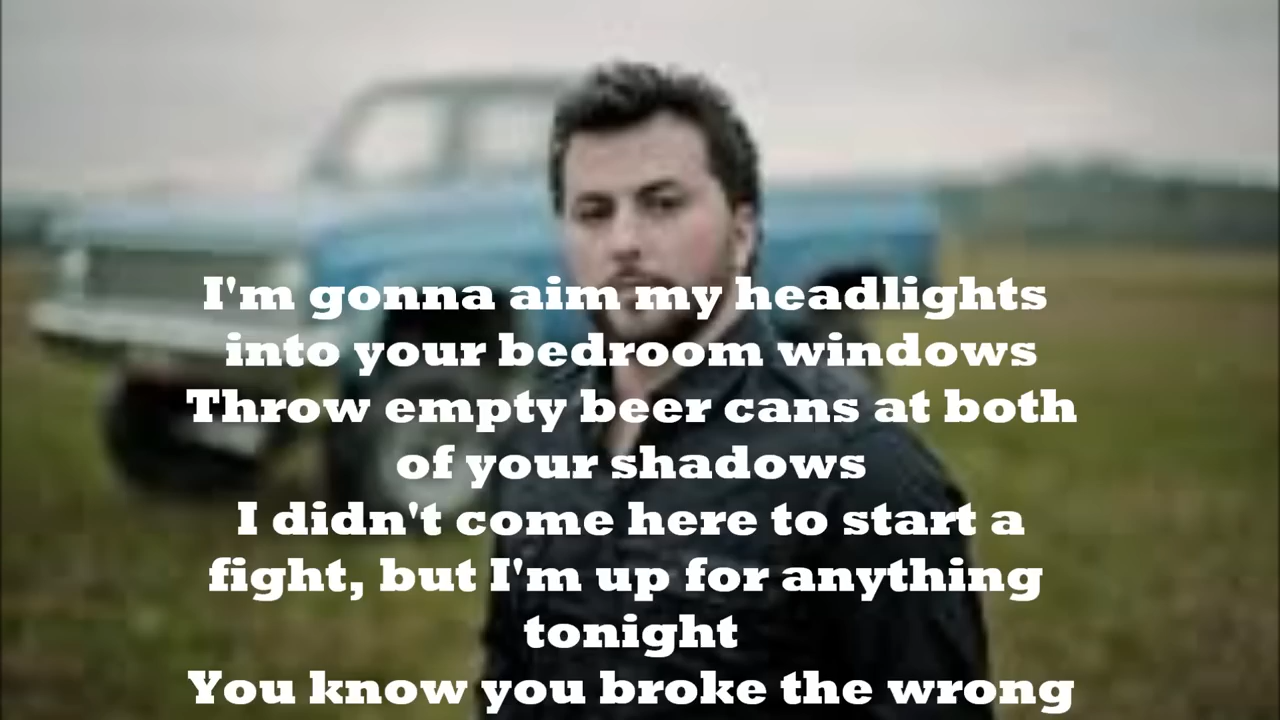 I'm gonna aim my headlights
into your bedroom windows
Throw empty beer cans at both
of your shadows
I didn't come here to start a
fight, but I'm up for anything
tonight
You know you broke the wrong